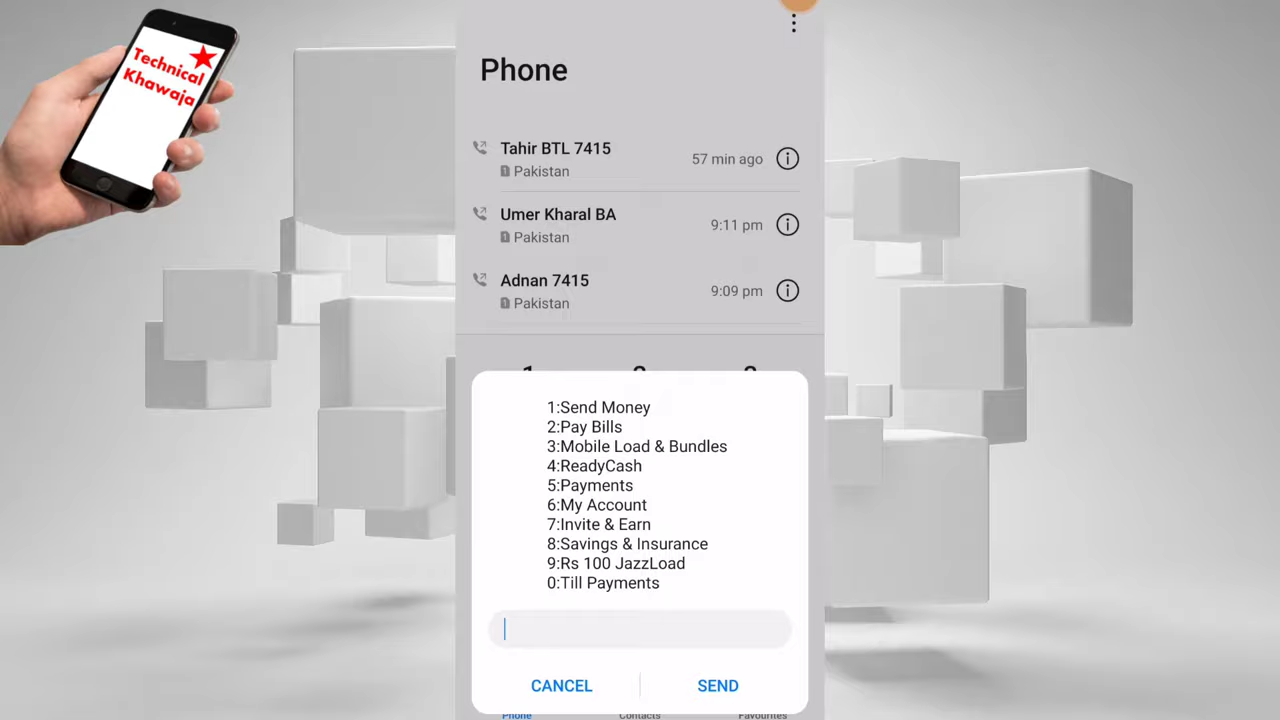 Technical
Khawaja
Phone
Tahir BTL 7415
57 min ago
Pakistan
Umer Kharal BA
9:11 pm
Pakistan
Adnan 7415
9:09 pm
Pakistan
1:Send Money
2:Pay Bills
3:Mobile Load & Bundles
4:ReadyCash
5:Payments
6:My Account
7:Invite & Earn
8:Savings & Insurance
9:Rs 100 JazzLoad
0:Till Payments
CANCEL
SEND
Phone
Contacts
Favourites